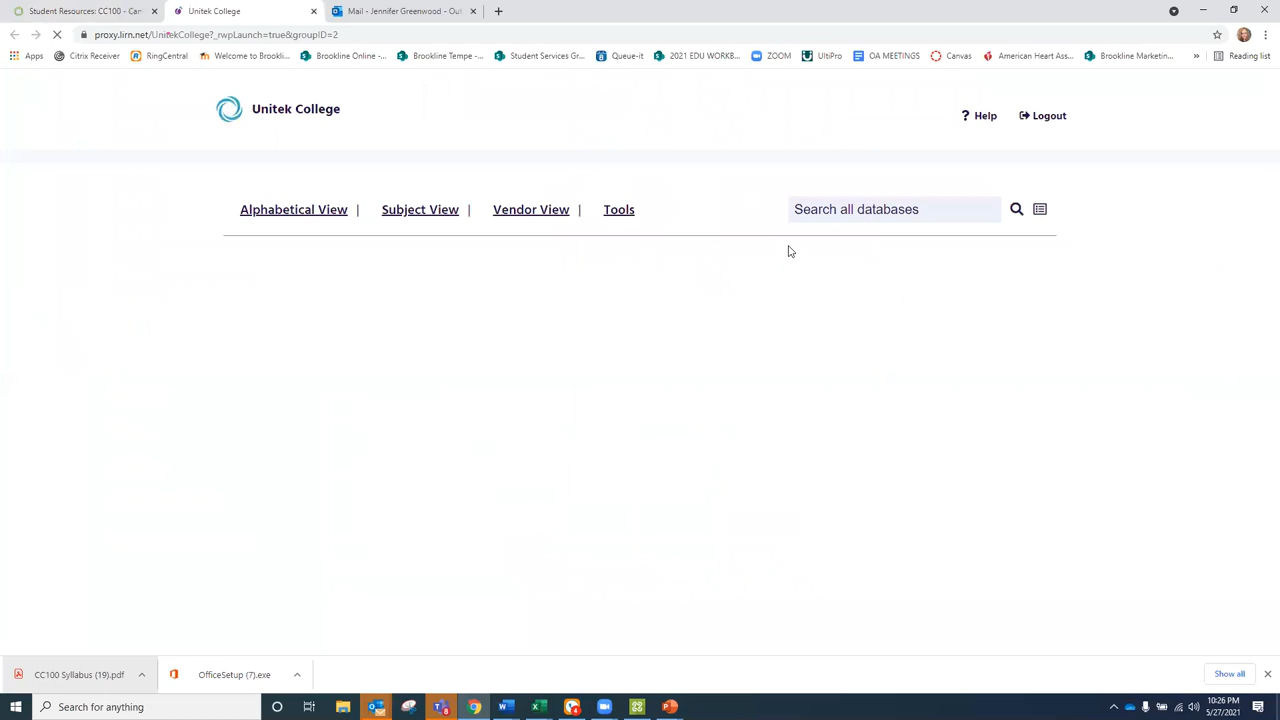 Student Resources: CC100 - Can
Unitek College
Mail - Jennifer Greenwood - Out
proxy.lirn.net/UnitekCollege?_rwpLaunch=true&groupID=2
Apps
Citrix Receiver
RingCentral
Welcome to Brookli...
Brookline Online -...
Brookline Tempe -...
Student Services Gr...
Queue-it
2021 EDU WORKB...
ZOOM
UltiPro
OA MEETINGS
Canvas
American Heart Ass...
Brookline Marketin...
»
Reading list
Unitek College
? Help
Logout
Alphabetical View |
Subject View |
Vendor View |
Tools
Search all databases
CC100 Syllabus (19).pdf
OfficeSetup (7).exe
Show all
Search for anything
8
4
10:26 PM
5/27/2021